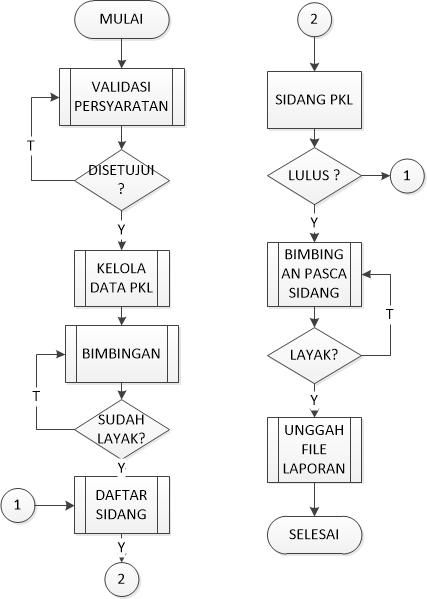 MULAI
VALIDASI
PERSYARATAN
T
DISETUJUI
?
Y
KELOLA
DATA PKL
BIMBINGAN
T
SUDAH
LAYAK?
Y
1
DAFTAR
SIDANG
Y
2
2
SIDANG PKL
LULUS ?
1
Y
BIMBING
AN PASCA
SIDANG
T
LAYAK?
Y
UNGGAH
FILE
LAPORAN
SELESAI